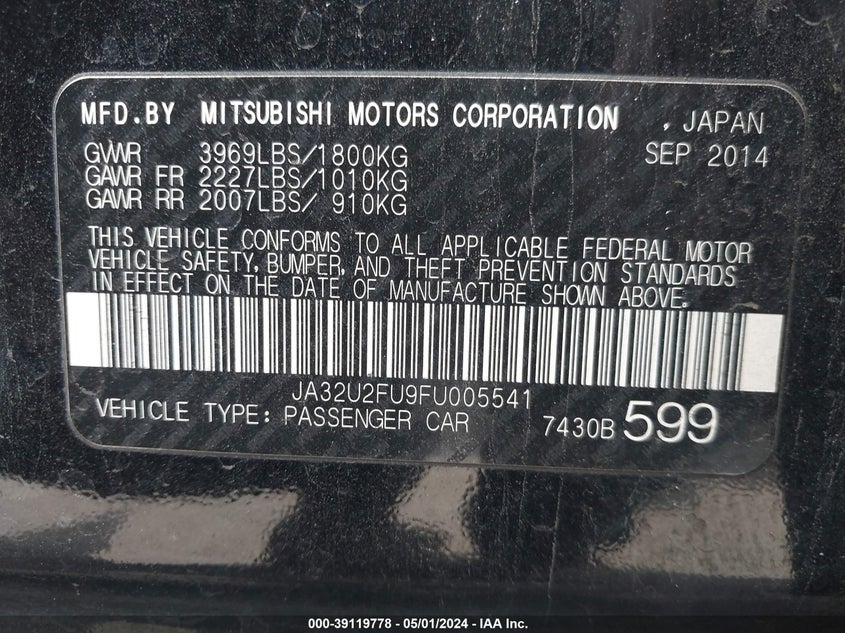 MFD.BY MITSUBISHI MOTORS CORPORATION , JAPAN
SEP 2014
GVWR 3969LBS/1800KG
GAWR FR 2227LBS/1010KG
GAWR RR 2007LBS/ 910KG
THIS VEHICLE CONFORMS TO ALL APPLICABLE FEDERAL MOTOR
VEHICLE SAFETY, BUMPER, AND THEFT PREVENTION STANDARDS
IN EFFECT ON THE DATE OF MANUFACTURE SHOWN ABOVE.
JA32U2FU9FU005541
VEHICLE TYPE: PASSENGER CAR 7430B 599
000-39119778 - 05/01/2024 - IAA Inc.